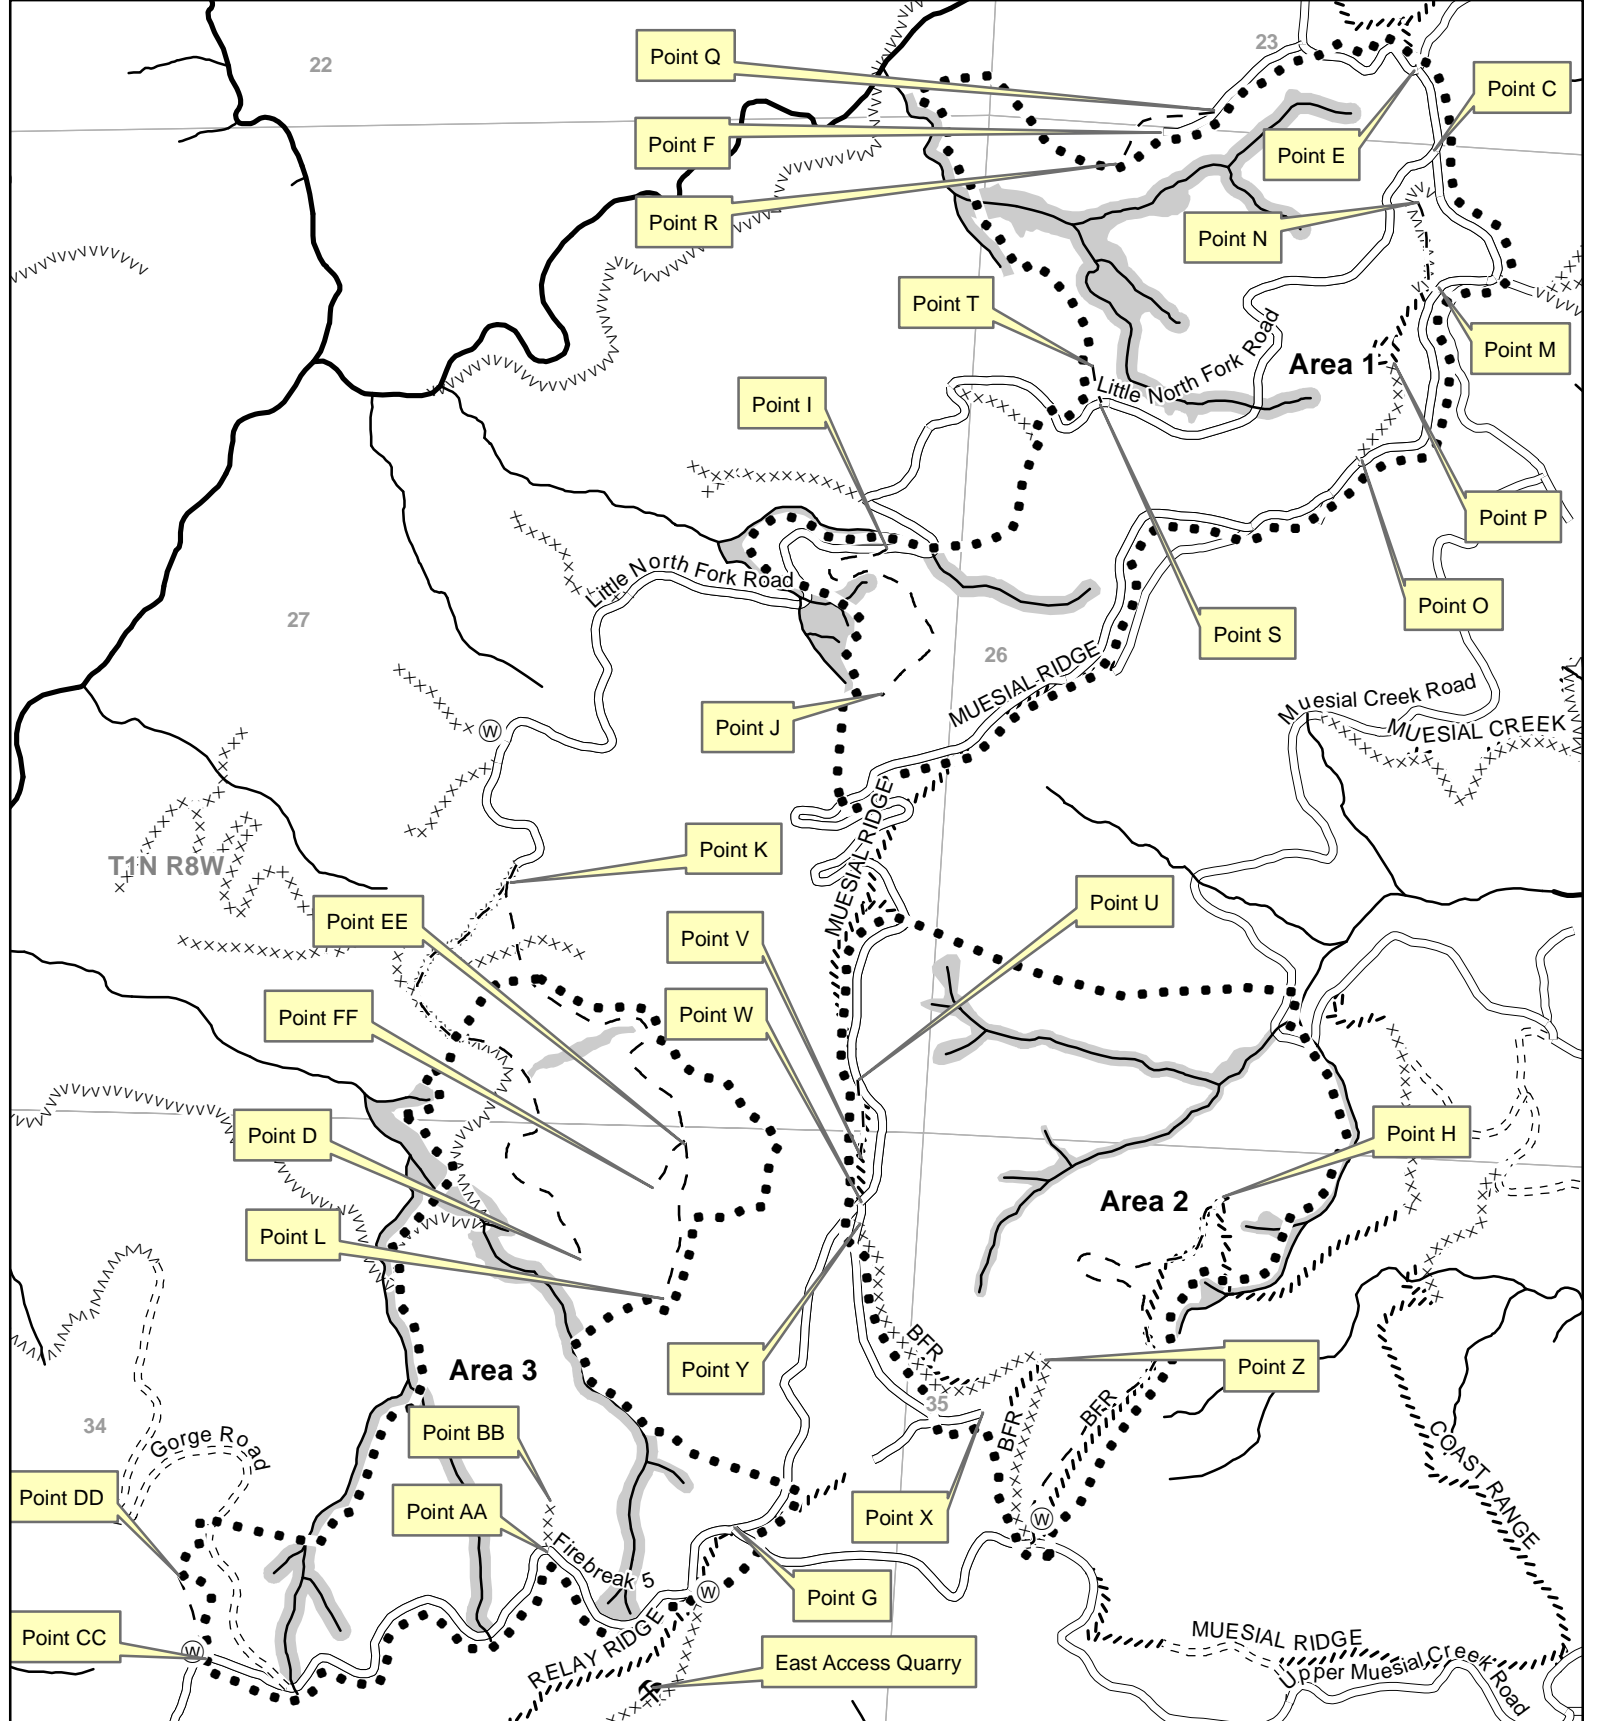 23
22
Point Q
Point C
Point F
Point E
Point R
Point N
Point T
Point M
Little North Fork Road
Area 1
Point I
Point P
Little North Fork Road
Point O
27
Point S
26
MUESIAL RIDGE
Muesial Creek Road
Point J
MUESIAL CREEK
W
MUESIAL RIDGE
Point K
T1N R8W
Point U
Point EE
Point V
Point FF
Point W
Point D
Point H
Area 2
Point L
BFR
Point Y
Area 3
Point Z
35
BFR
BFR
34
Gorge Road
Point BB
COAST RANGE
Point DD
Point AA
Point X
W
Firebreak 5
W
Point G
Point CC
W
RELAY RIDGE
MUESIAL RIDGE
East Access Quarry
Upper Muesial Creek Road